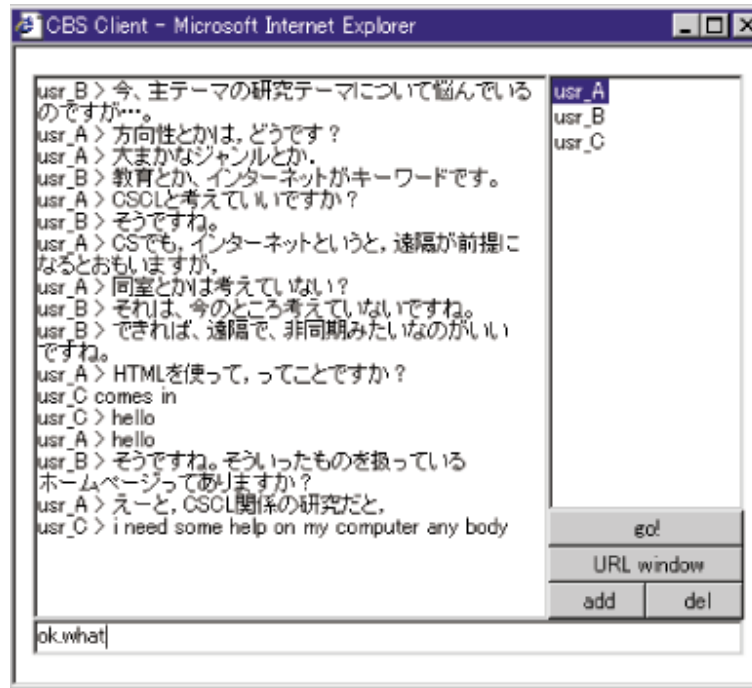 CBS Client - Microsoft Internet Explorer
usr_B > 今、主テーマの研究テーマについて悩んでいる
のですが…。
usr_A > 方向性とかは，どうです？
usr_A > 大まかなジャンルとか．
usr_B > 教育とか、インターネットがキーワードです。
usr_A > CSCLと考えていいですか？
usr_B > そうですね。
usr_A > CSでも，インターネットというと，遠隔が前提に
なるとおもいますが，
usr_A > 同室とかは考えていない？
usr_B > それは、今のところ考えていないですね。
usr_B > できれば、遠隔で、非同期みたいなのがいい
ですね。
usr_A > HTMLを使って，ってことですか？
usr_C comes in
usr_C > hello
usr_A > hello
usr_B > そうですね。そういったものを扱っている
ホームページってありますか？
usr_A > えーと，CSCL関係の研究だと，
usr_C > i need some help on my computer any body
usr_A
usr_B
usr_C
go!
URL window
add del
ok.what